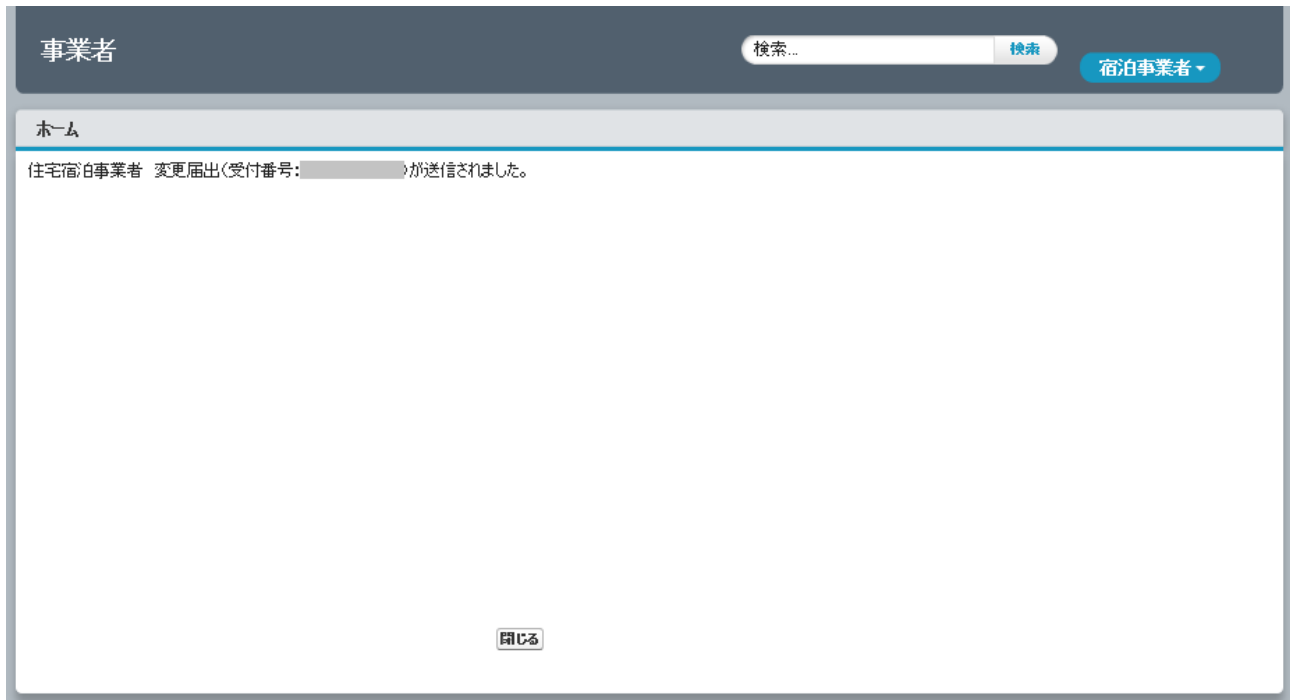 事業者
検索...
検索
宿泊事業者
ホーム
住宅宿泊事業者 変更届出(受付番号: )が送信されました。
閉じる